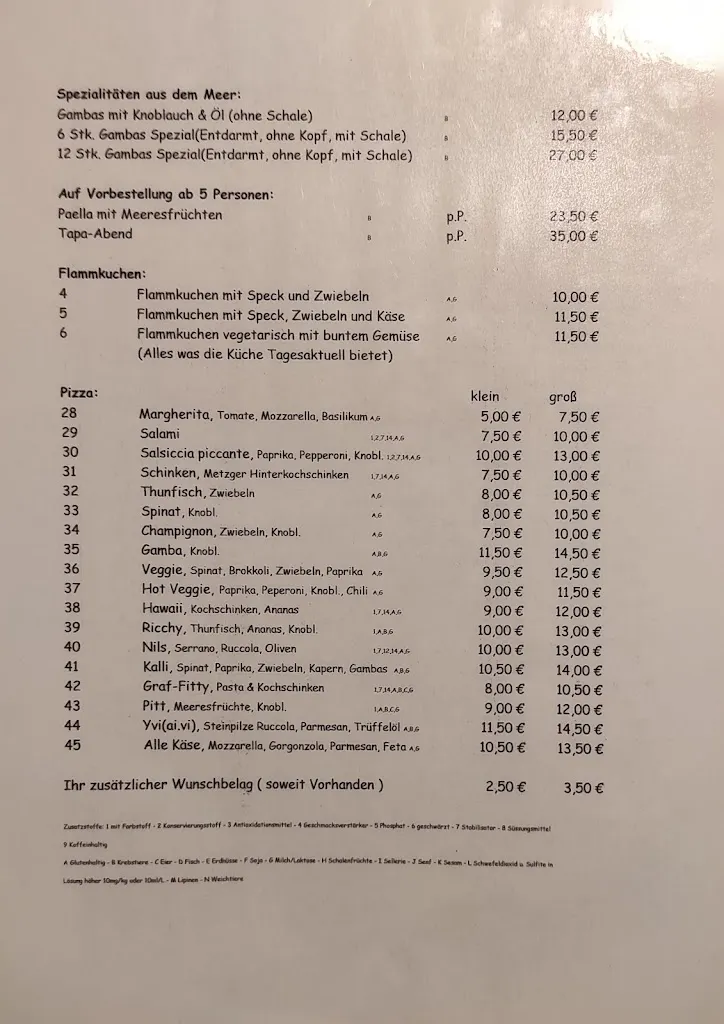 Spezialitäten aus dem Meer:
Gambas mit Knoblauch & Öl (ohne Schale) B 12,00 €
6 Stk. Gambas Spezial(Entdarmt, ohne Kopf, mit Schale) B 15,50 €
12 Stk. Gambas Spezial(Entdarmt, ohne Kopf, mit Schale) B 27,00 €
Auf Vorbestellung ab 5 Personen:
Paella mit Meeresfrüchten B p.P. 23,50 €
Tapa-Abend B p.P. 35,00 €
Flammkuchen:
4 Flammkuchen mit Speck und Zwiebeln A,G 10,00 €
5 Flammkuchen mit Speck, Zwiebeln und Käse A,G 11,50 €
6 Flammkuchen vegetarisch mit buntem Gemüse A,G 11,50 €
(Alles was die Küche Tagesaktuell bietet)
Pizza: klein groß
28 Margherita, Tomate, Mozzarella, Basilikum A,G 5,00 € 7,50 €
29 Salami 1,2,7,14,A,G 7,50 € 10,00 €
30 Salsiccia piccante, Paprika, Pepperoni, Knobl. 1,2,7,14,A,G 10,00 € 13,00 €
31 Schinken, Metzger Hinterkochschinken 1,7,14,A,G 7,50 € 10,00 €
32 Thunfisch, Zwiebeln A,G 8,00 € 10,50 €
33 Spinat, Knobl. A,G 8,00 € 10,50 €
34 Champignon, Zwiebeln, Knobl. A,G 7,50 € 10,00 €
35 Gamba, Knobl. A,B,G 11,50 € 14,50 €
36 Veggie, Spinat, Brokkoli, Zwiebeln, Paprika A,G 9,50 € 12,50 €
37 Hot Veggie, Paprika, Peperoni, Knobl., Chili A,G 9,00 € 11,50 €
38 Hawaii, Kochschinken, Ananas 1,7,14,A,G 9,00 € 12,00 €
39 Ricchy, Thunfisch, Ananas, Knobl. 1,A,B,G 10,00 € 13,00 €
40 Nils, Serrano, Ruccola, Oliven 1,7,12,14,A,G 10,00 € 13,00 €
41 Kalli, Spinat, Paprika, Zwiebeln, Kapern, Gambas A,B,G 10,50 € 14,00 €
42 Graf-Fitty, Pasta & Kochschinken 1,7,14,A,B,C,G 8,00 € 10,50 €
43 Pitt, Meeresfrüchte, Knobl. 1,A,B,C,G 9,00 € 12,00 €
44 Yvi(ai.vi), Steinpilze Ruccola, Parmesan, Trüffelöl A,B,G 11,50 € 14,50 €
45 Alle Käse, Mozzarella, Gorgonzola, Parmesan, Feta A,G 10,50 € 13,50 €
Ihr zusätzlicher Wunschbelag ( soweit Vorhanden ) 2,50 € 3,50 €
Zusatzstoffe: 1 mit Farbstoff - 2 Konservierungsstoff - 3 Antioxidationsmittel - 4 Geschmacksverstärker - 5 Phosphat - 6 geschwärzt - 7 Stabilisator - 8 Süssungsmittel
9 Koffeinhaltig
A Glutenhaltig - B Krebstiere - C Eier - D Fisch - E Erdnüsse - F Soja - G Milch/Laktose - H Schalenfrüchte - I Sellerie - J Senf - K Sesam - L Schwefeldioxid u. Sulfite in
Lösung höher 10mg/kg oder 10ml/L - M Lipinen - N Weichtiere